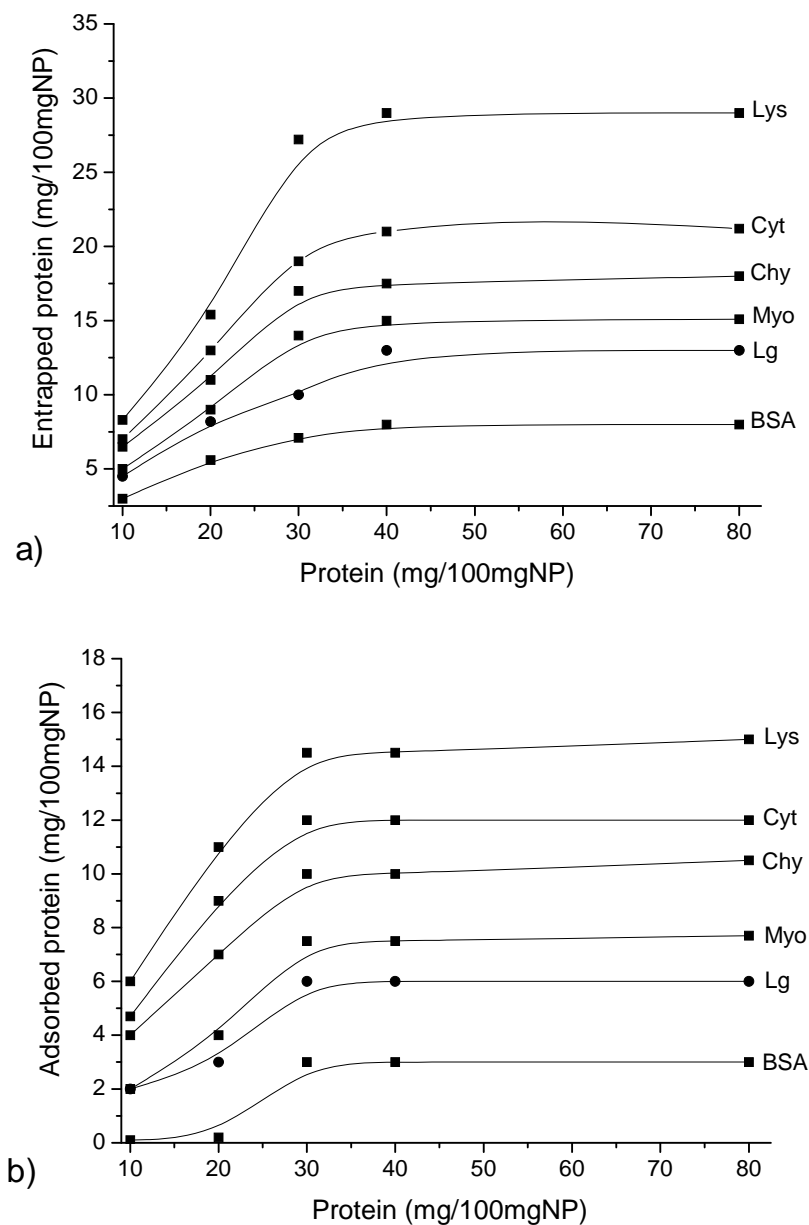 35
30
25
20
15
10
5
Entrapped protein (mg/100mgNP)
Lys
Cyt
Chy
Myo
Lg
BSA
10 20 30 40 50 60 70 80
Protein (mg/100mgNP)
a)
18
16
14
12
10
8
6
4
2
0
Adsorbed protein (mg/100mgNP)
Lys
Cyt
Chy
Myo
Lg
BSA
10 20 30 40 50 60 70 80
Protein (mg/100mgNP)
b)